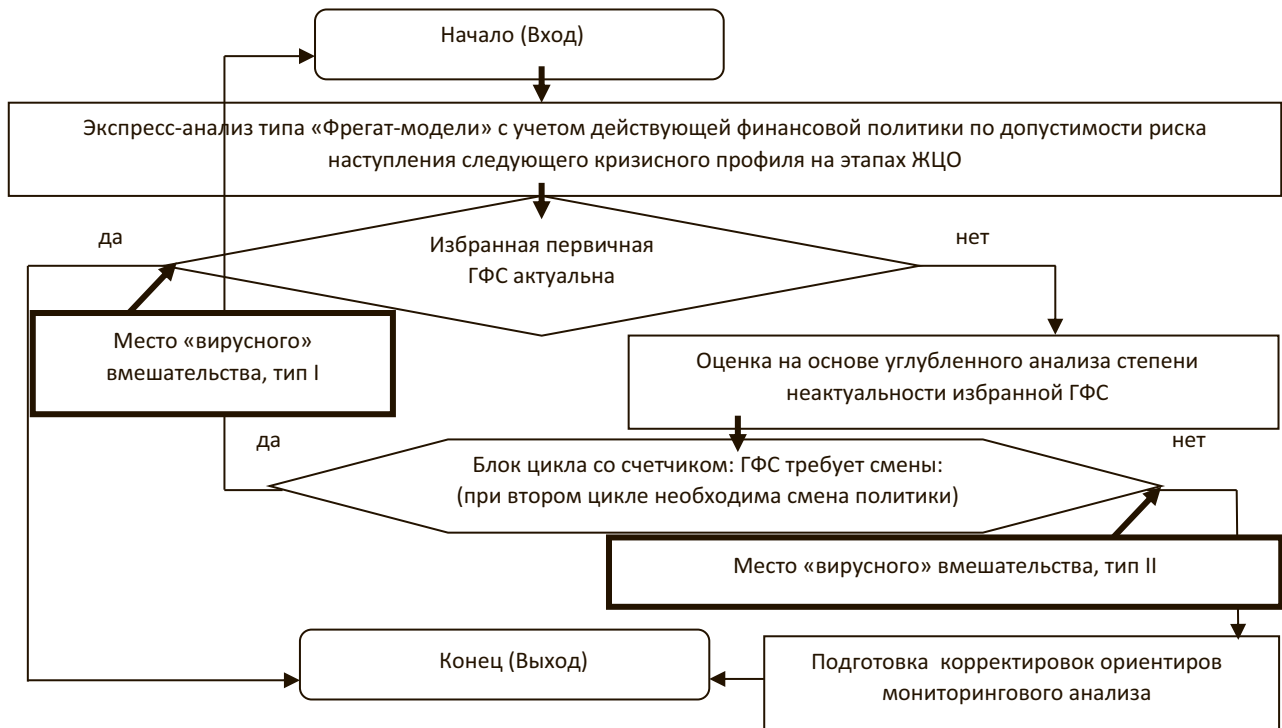 Начало (Вход)
Экспресс-анализ типа «Фрегат-модели» с учетом действующей финансовой политики по допустимости риска
наступления следующего кризисного профиля на этапах ЖЦО
да
нет
Избранная первичная
ГФС актуальна
Место «вирусного»
вмешательства, тип I
Оценка на основе углубленного анализа степени
неактуальности избранной ГФС
да
нет
Блок цикла со счетчиком: ГФС требует смены:
(при втором цикле необходима смена политики)
Место «вирусного» вмешательства, тип II
Конец (Выход)
Подготовка корректировок ориентиров
мониторингового анализа